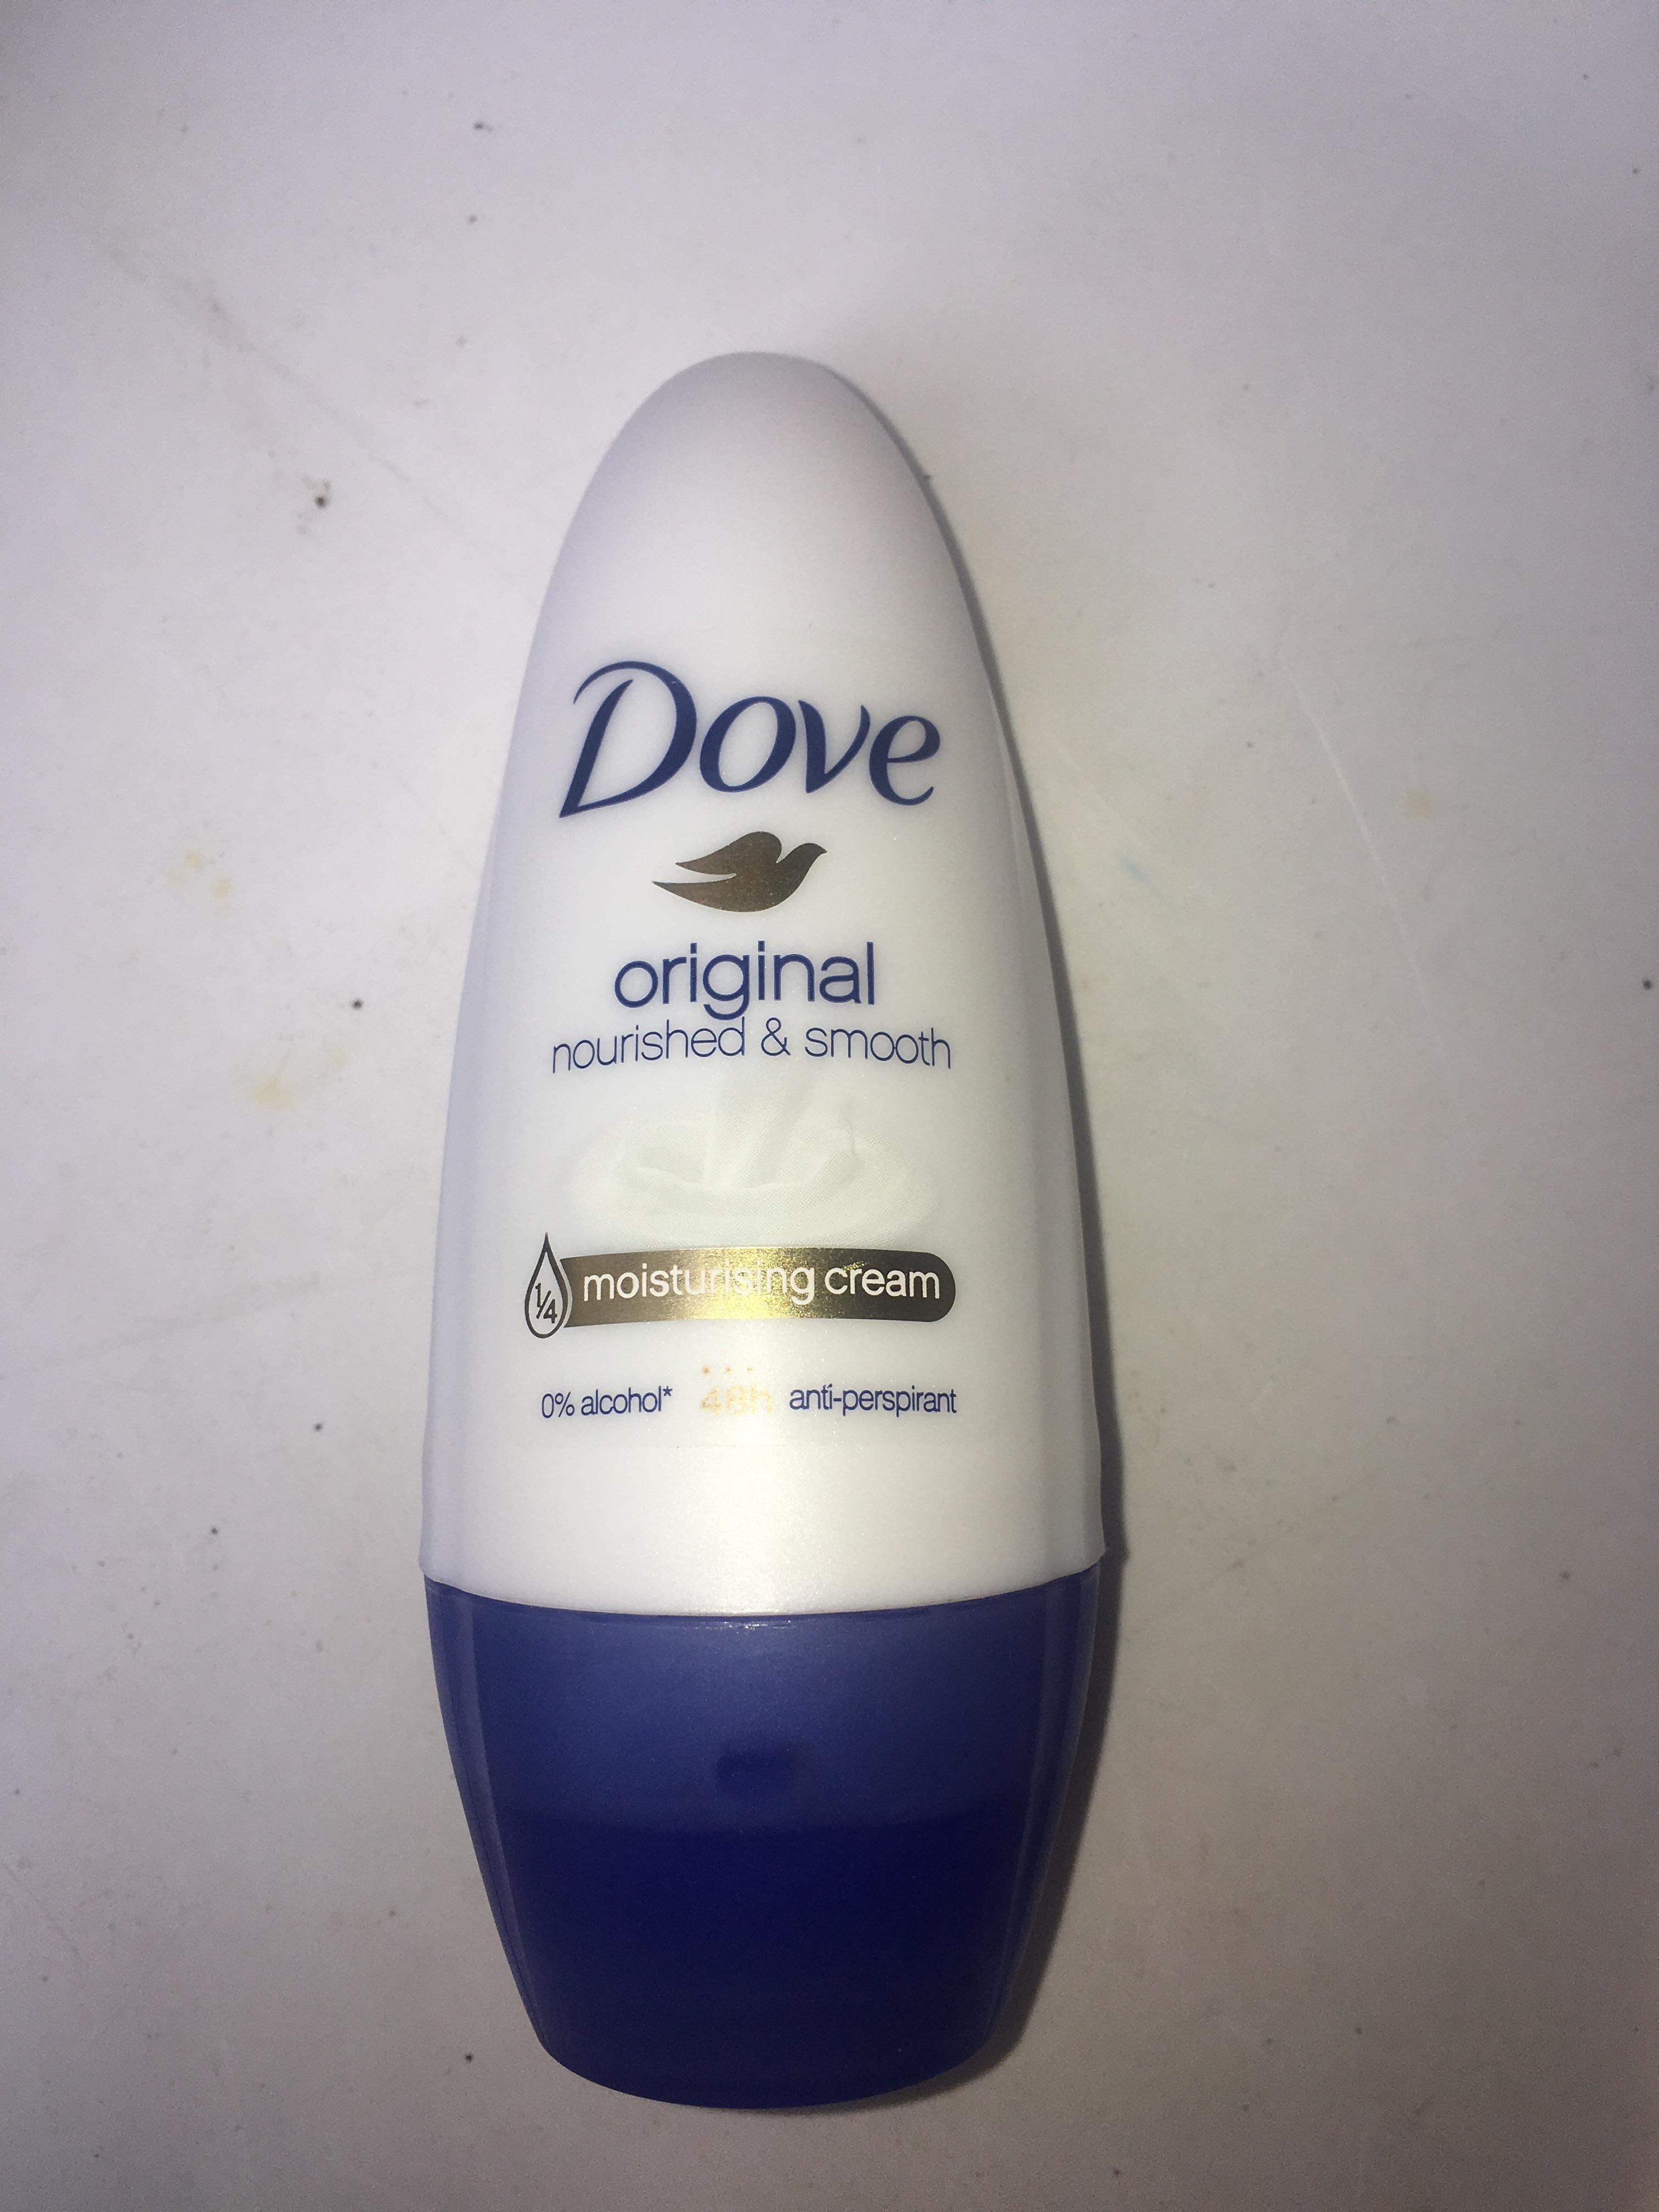 Dove
original
nourished & smooth
1/4 moisturising cream
0% alcohol* 48h anti-perspirant